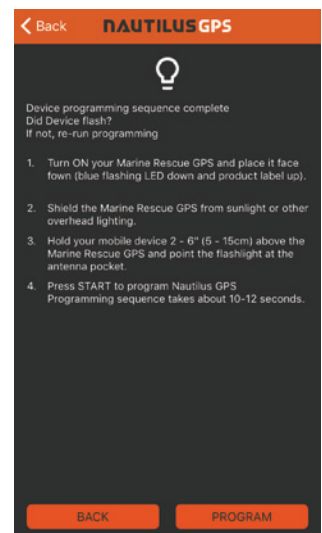 Back
NAUTILUS GPS
Device programming sequence complete
Did Device flash?
If not, re-run programming
1. Turn ON your Marine Rescue GPS and place it face
fown (blue flashing LED down and product label up).
2. Shield the Marine Rescue GPS from sunlight or other
overhead lighting.
3. Hold your mobile device 2 - 6" (5 - 15cm) above the
Marine Rescue GPS and point the flashlight at the
antenna pocket.
4. Press START to program Nautilus GPS
Programming sequence takes about 10-12 seconds.
BACK
PROGRAM